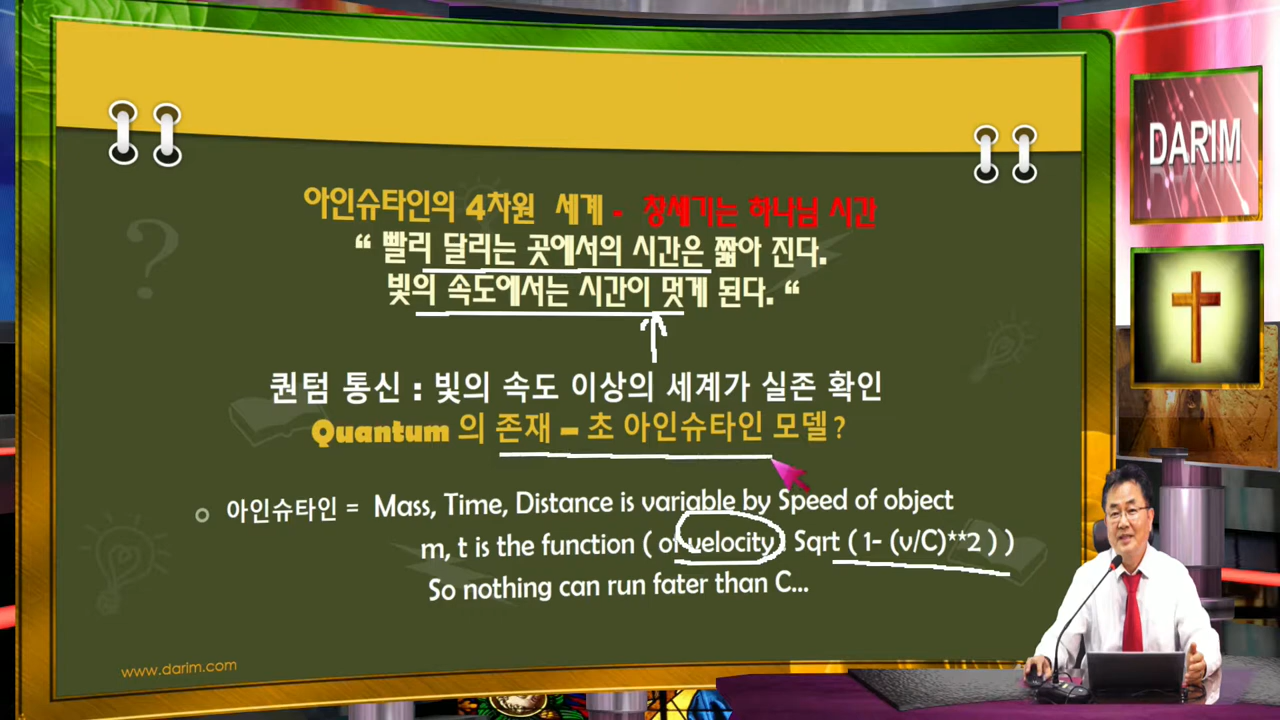 아인슈타인의 4차원 세계 - 창세기는 하나님 시간
“ 빨리 달리는 곳에서의 시간은 짧아 진다.
빛의 속도에서는 시간이 멋게 된다. “
퀀텀 통신 : 빛의 속도 이상의 세계가 실존 확인
Quantum 의 존재 – 초 아인슈타인 모델?
아인슈타인 = Mass, Time, Distance is variable by Speed of object
m, t is the function ( of velocity ) Sqrt ( 1- (v/C)**2 ) )
So nothing can run fater than C...
www.darim.com
DARIM